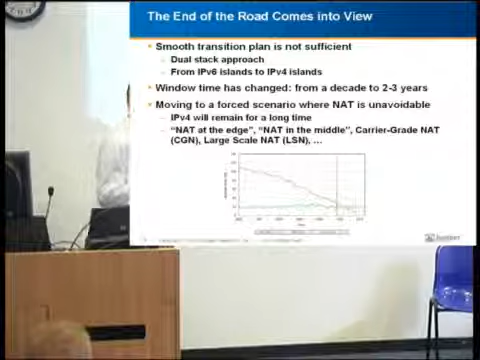 The End of the Road Comes into View
Smooth transition plan is not sufficient
– Dual stack approach
– From IPv6 islands to IPv4 islands
Window time has changed: from a decade to 2-3 years
Moving to a forced scenario where NAT is unavoidable
– IPv4 will remain for a long time
– "NAT at the edge", "NAT in the middle", Carrier-Grade NAT
(CGN), Large Scale NAT (LSN), ...